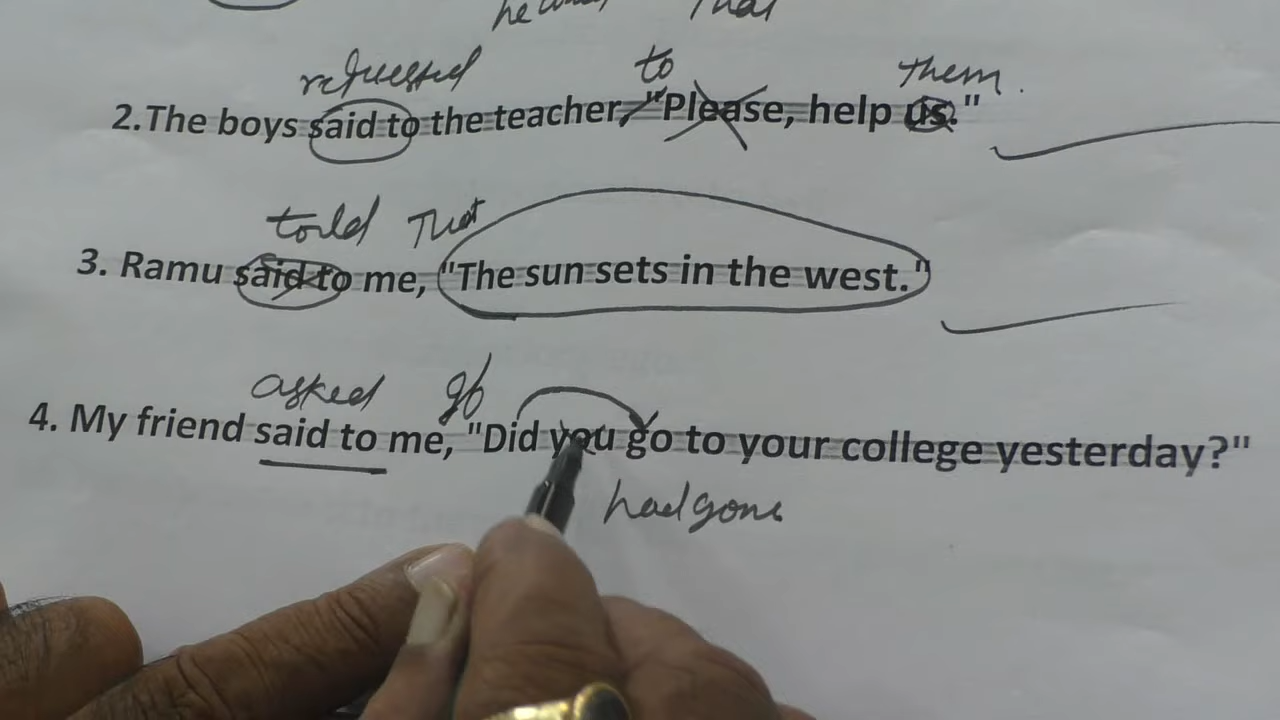 That
requested to them.
2.The boys said to the teacher, "Please, help us."
told That
3. Ramu said to me, "The sun sets in the west."
asked if
4. My friend said to me, "Did you go to your college yesterday?"
had gone